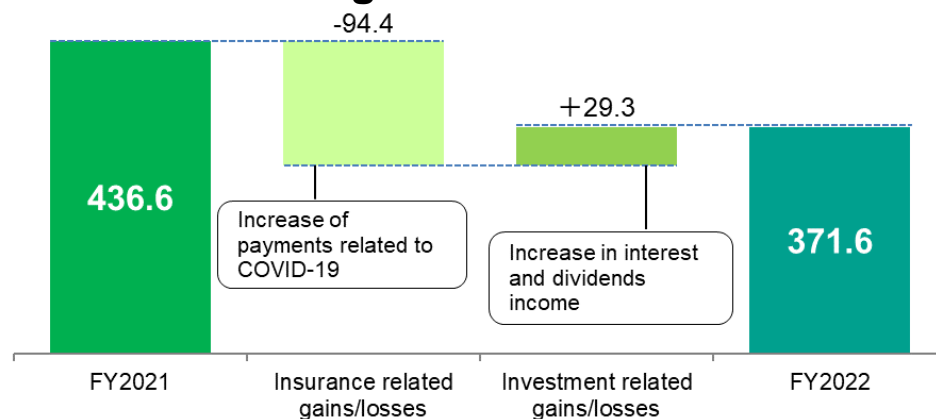 -94.4
+29.3
436.6
371.6
Increase of
payments related to
COVID-19
Increase in interest
and dividends
income
FY2021
Insurance related
gains/losses
Investment related
gains/losses
FY2022